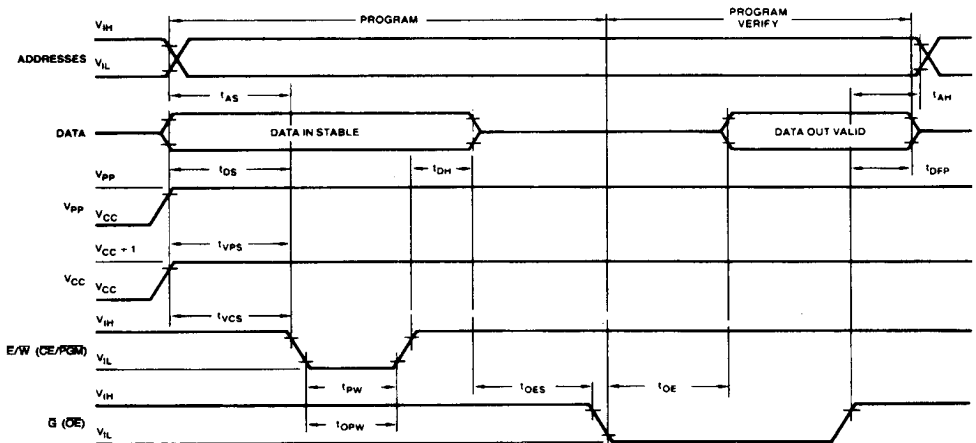 PROGRAM
PROGRAM
VERIFY
VIH
ADDRESSES
VIL
tAS
tAH
DATA
DATA IN STABLE
DATA OUT VALID
tDS
tDH
tDFP
VPP
VPP
VCC
tVPS
VCC + 1
VCC
VCC
tVCS
VIH
E/W (CE/PGM)
VIL
tPW
tOES
tOE
VIH
tOPW
G (OE)
VIL